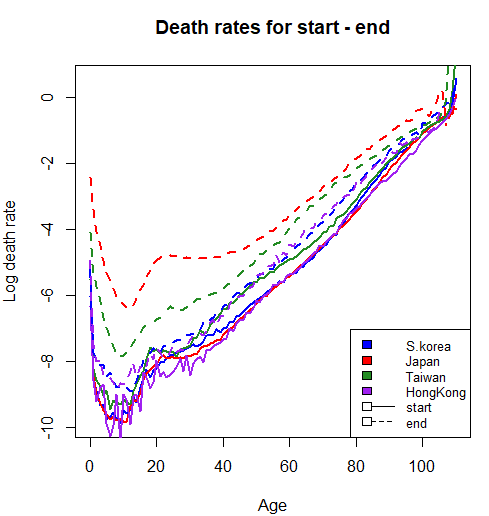 Death rates for start - end
Log death rate
0
-2
-4
-6
-8
-10
0 20 40 60 80 100
Age
S.korea
Japan
Taiwan
HongKong
start
end